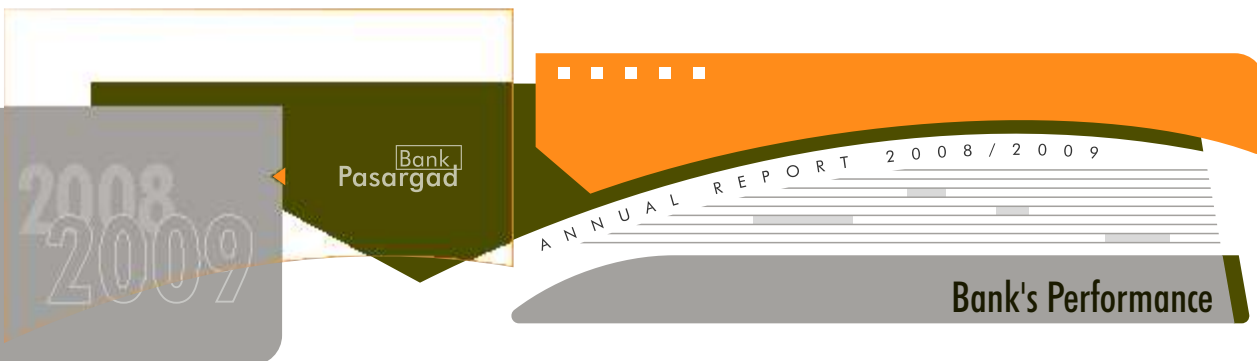 2008
2009
Bank
Pasargad
ANNUAL REPORT 2008/2009
Bank's Performance